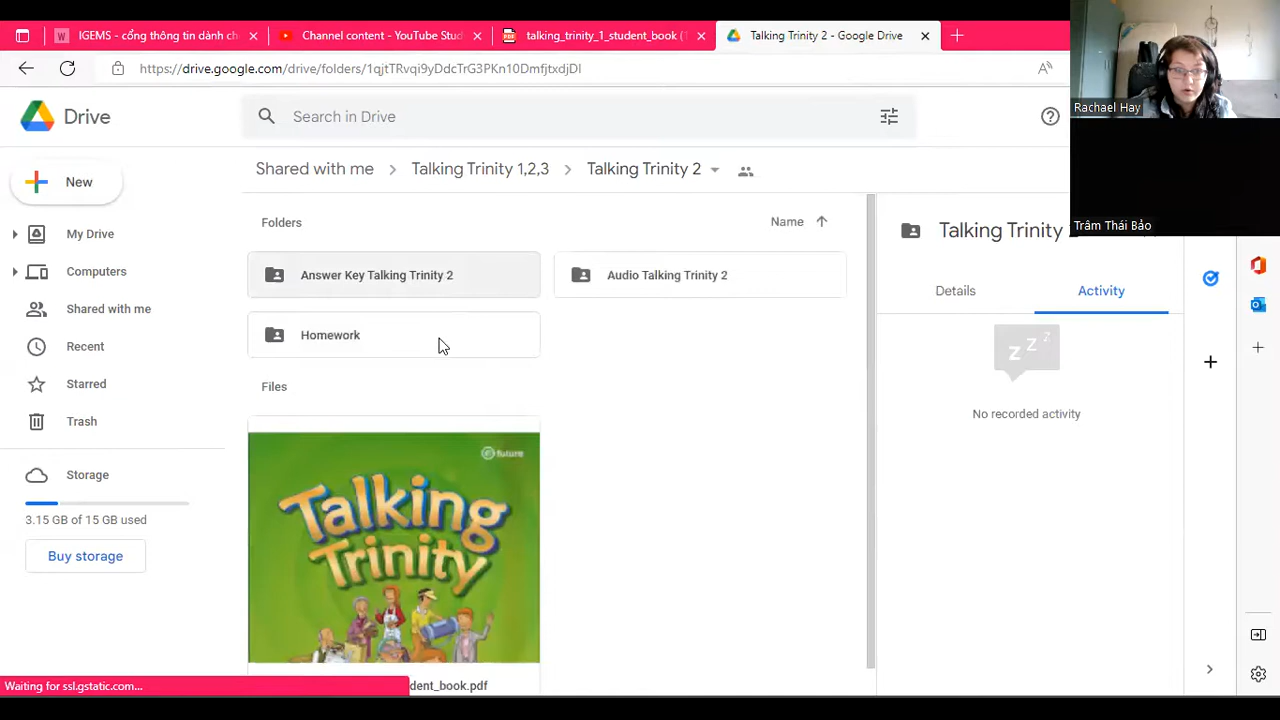 IGEMS - cổng thông tin dành ch
Channel content - YouTube Stud
talking_trinity_1_student_book (1
Talking Trinity 2 - Google Drive
https://drive.google.com/drive/folders/1qjtTRvqi9yDdcTrG3PKn10DmfjtxdjDI
Rachael Hay
Drive
Search in Drive
New
Shared with me
Talking Trinity 1,2,3
Talking Trinity 2
Trâm Thái Bảo
Folders
Name
Talking Trinity
My Drive
Computers
Answer Key Talking Trinity 2
Audio Talking Trinity 2
Details
Activity
Shared with me
Homework
Recent
Starred
Files
No recorded activity
Trash
Storage
3.15 GB of 15 GB used
Buy storage
e future
Talking
Trinity
Waiting for ssl.gstatic.com...
dent_book.pdf